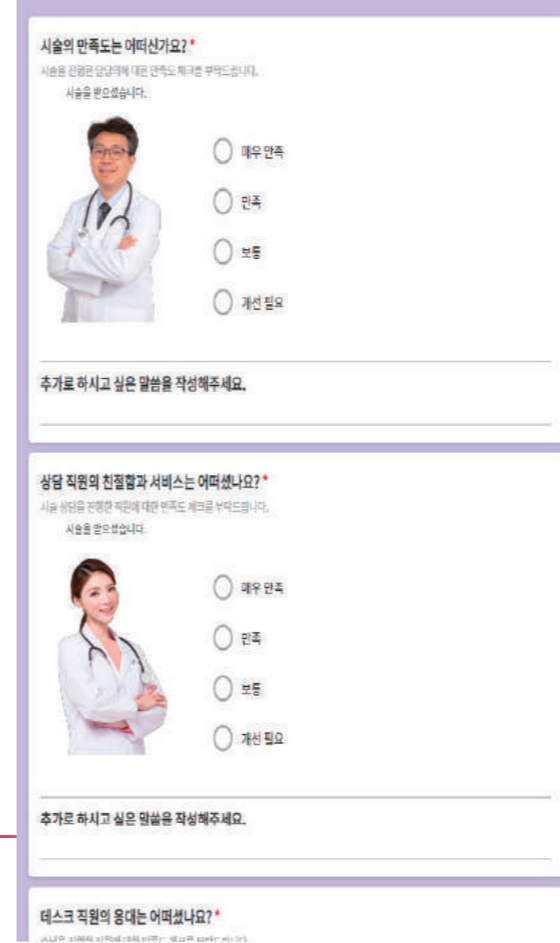 시술의 만족도는 어떠신가요? *
시술을 진행한 담당의에 대한 만족도 체크를 부탁드립니다.
시술을 받으셨습니다.
매우 만족
만족
보통
개선 필요
추가로 하시고 싶은 말씀을 작성해주세요.
상담 직원의 친절함과 서비스는 어떠셨나요? *
시술 상담을 진행한 직원에 대한 만족도 체크를 부탁드립니다.
시술을 받으셨습니다.
매우 만족
만족
보통
개선 필요
추가로 하시고 싶은 말씀을 작성해주세요.
데스크 직원의 응대는 어떠셨나요? *